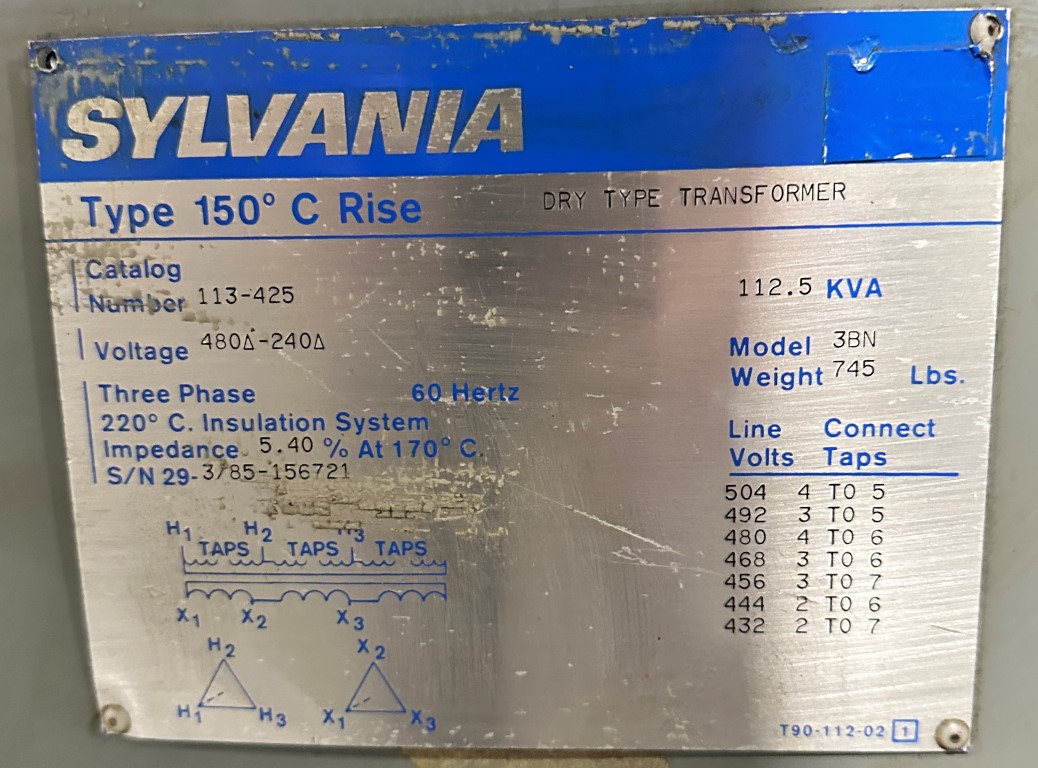 SYLVANIA
Type 150° C Rise DRY TYPE TRANSFORMER
Catalog
Number 113-425
112.5 KVA
Voltage 480Δ-240Δ
Model 3BN
Weight 745 Lbs.
Three Phase 60 Hertz
220° C. Insulation System
Impedance 5.40 % At 170° C.
S/N 29-3/85-156721
Line Connect
Volts Taps
504 4 TO 5
492 3 TO 5
480 4 TO 6
468 3 TO 6
456 3 TO 7
444 2 TO 6
432 2 TO 7
H1 H2 H3
TAPS TAPS TAPS
X1 X2 X3
H2 X2
H1 H3 X1 X3
T90-112-02 1